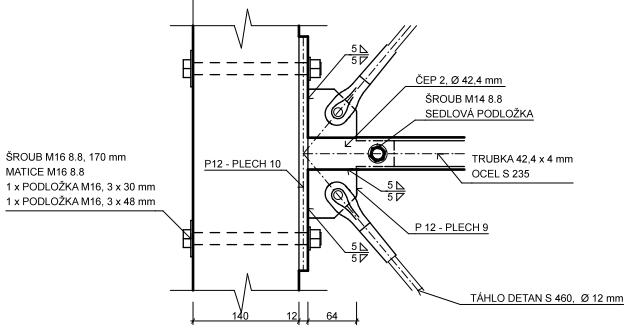 5
5
ČEP 2, Ø 42,4 mm
ŠROUB M14 8.8
SEDLOVÁ PODLOŽKA
ŠROUB M16 8.8, 170 mm
MATICE M16 8.8
1 x PODLOŽKA M16, 3 x 30 mm
1 x PODLOŽKA M16, 3 x 48 mm
P12 - PLECH 10
TRUBKA 42,4 x 4 mm
OCEL S 235
5
5
P 12 - PLECH 9
5
5
TÁHLO DETAN S 460, Ø 12 mm
140
12
64